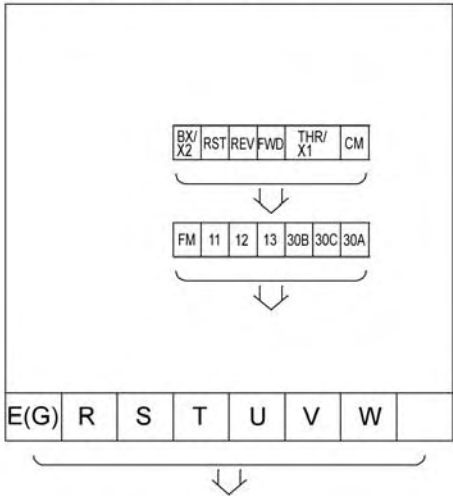 BX/ X2 RST REV FWD THR/ X1 CM
FM 11 12 13 30B 30C 30A
E(G) R S T U V W